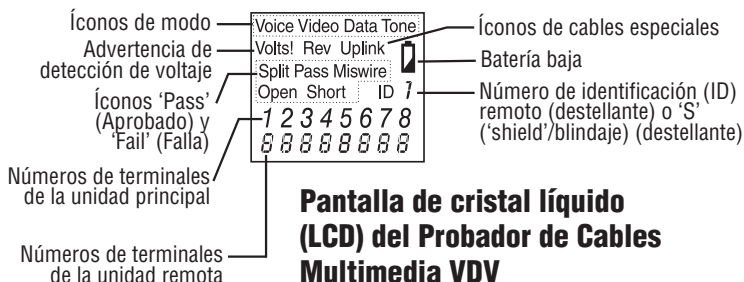 Íconos de modo
Advertencia de
detección de voltaje
Íconos 'Pass'
(Aprobado) y
'Fail' (Falla)
Números de terminales
de la unidad principal
Números de terminales
de la unidad remota
Voice Video Data Tone
Volts! Rev Uplink
Split Pass Miswire
Open Short ID 1
1 2 3 4 5 6 7 8
8 8 8 8 8 8 8 8
Íconos de cables especiales
Batería baja
Número de identificación (ID)
remoto (destellante) o 'S'
('shield'/blindaje) (destellante)
Pantalla de cristal líquido
(LCD) del Probador de Cables
Multimedia VDV